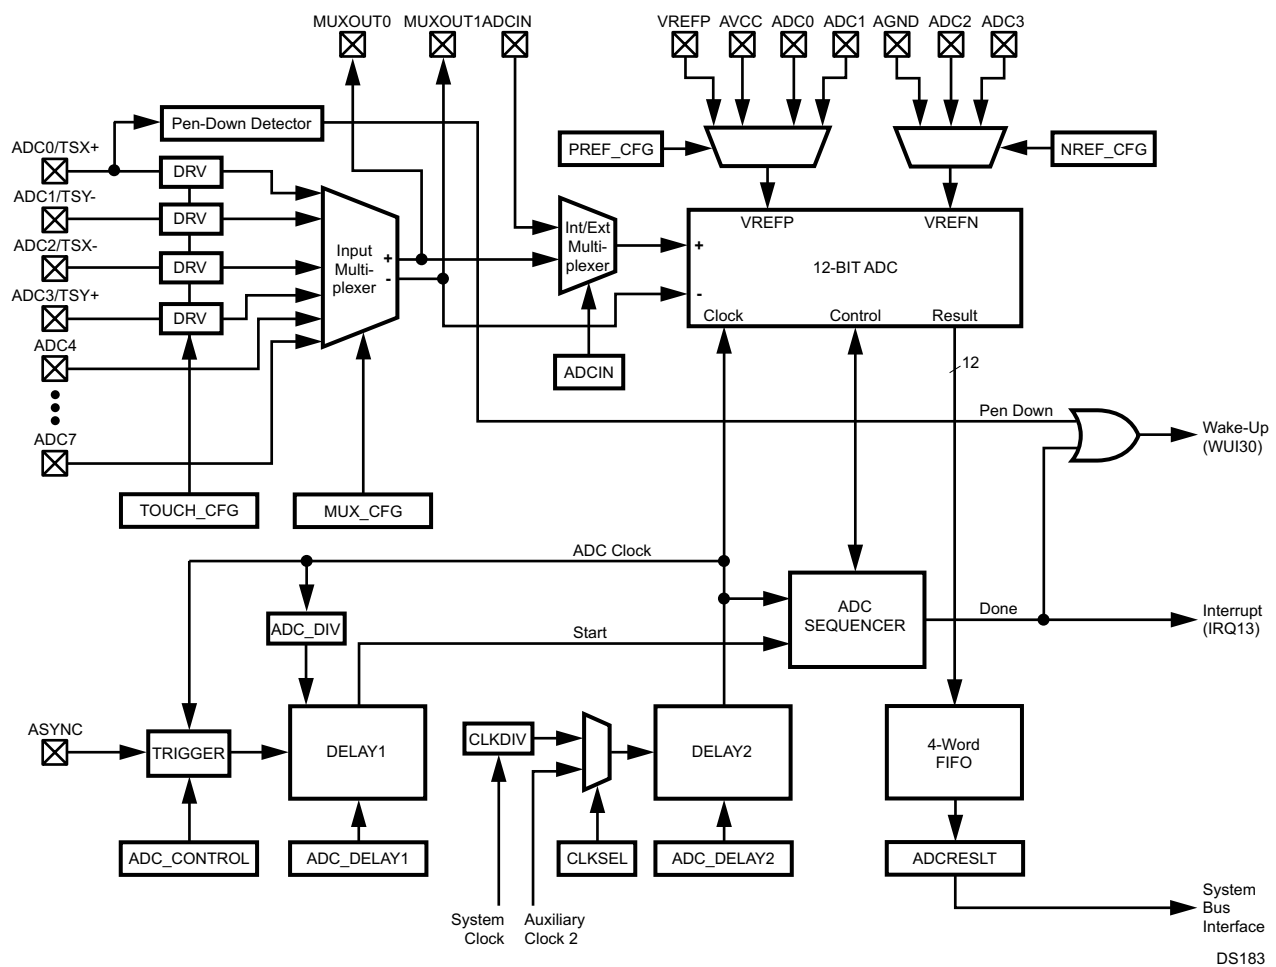 MUXOUT0 MUXOUT1 ADCIN VREFP AVCC ADC0 ADC1 AGND ADC2 ADC3
Pen-Down Detector
PREF_CFG
NREF_CFG
ADC0/TSX+
DRV
ADC1/TSY-
DRV
ADC2/TSX-
DRV
ADC3/TSY+
DRV
ADC4
ADC7
Input
Multi-
plexer
+
-
Int/Ext
Multi-
plexer
ADCIN
VREFP VREFN
+
12-BIT ADC
-
Clock Control Result
12
Pen Down
Wake-Up
(WUI30)
TOUCH_CFG
MUX_CFG
ADC Clock
ADC_DIV
Start
ADC
SEQUENCER
Done
Interrupt
(IRQ13)
ASYNC
TRIGGER
DELAY1
CLKDIV
DELAY2
4-Word
FIFO
ADC_CONTROL
ADC_DELAY1
CLKSEL
ADC_DELAY2
ADCRESLT
System
Clock
Auxiliary
Clock 2
System
Bus
Interface
DS183